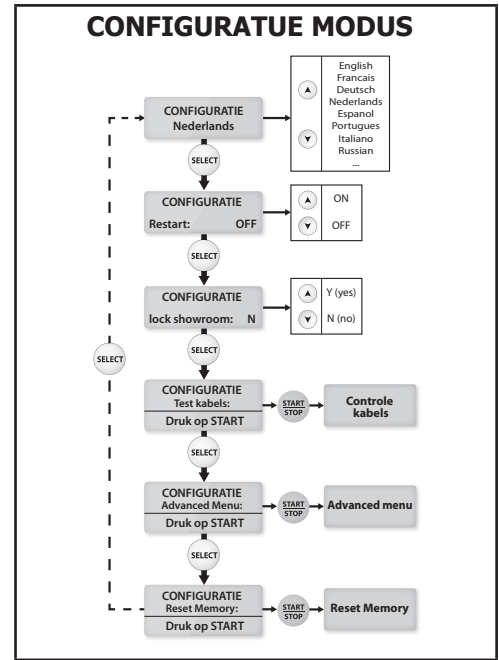 CONFIGURATUE MODUS
CONFIGURATIE
Nederlands
English
Francais
Deutsch
Nederlands
Espanol
Portugues
Italiano
Russian
...
SELECT
CONFIGURATIE
Restart: OFF
ON
OFF
SELECT
CONFIGURATIE
lock showroom: N
Y (yes)
N (no)
SELECT
SELECT
CONFIGURATIE
Test kabels:
Druk op START
START
STOP
Controle
kabels
SELECT
CONFIGURATIE
Advanced Menu:
Druk op START
START
STOP
Advanced menu
SELECT
CONFIGURATIE
Reset Memory:
Druk op START
START
STOP
Reset Memory